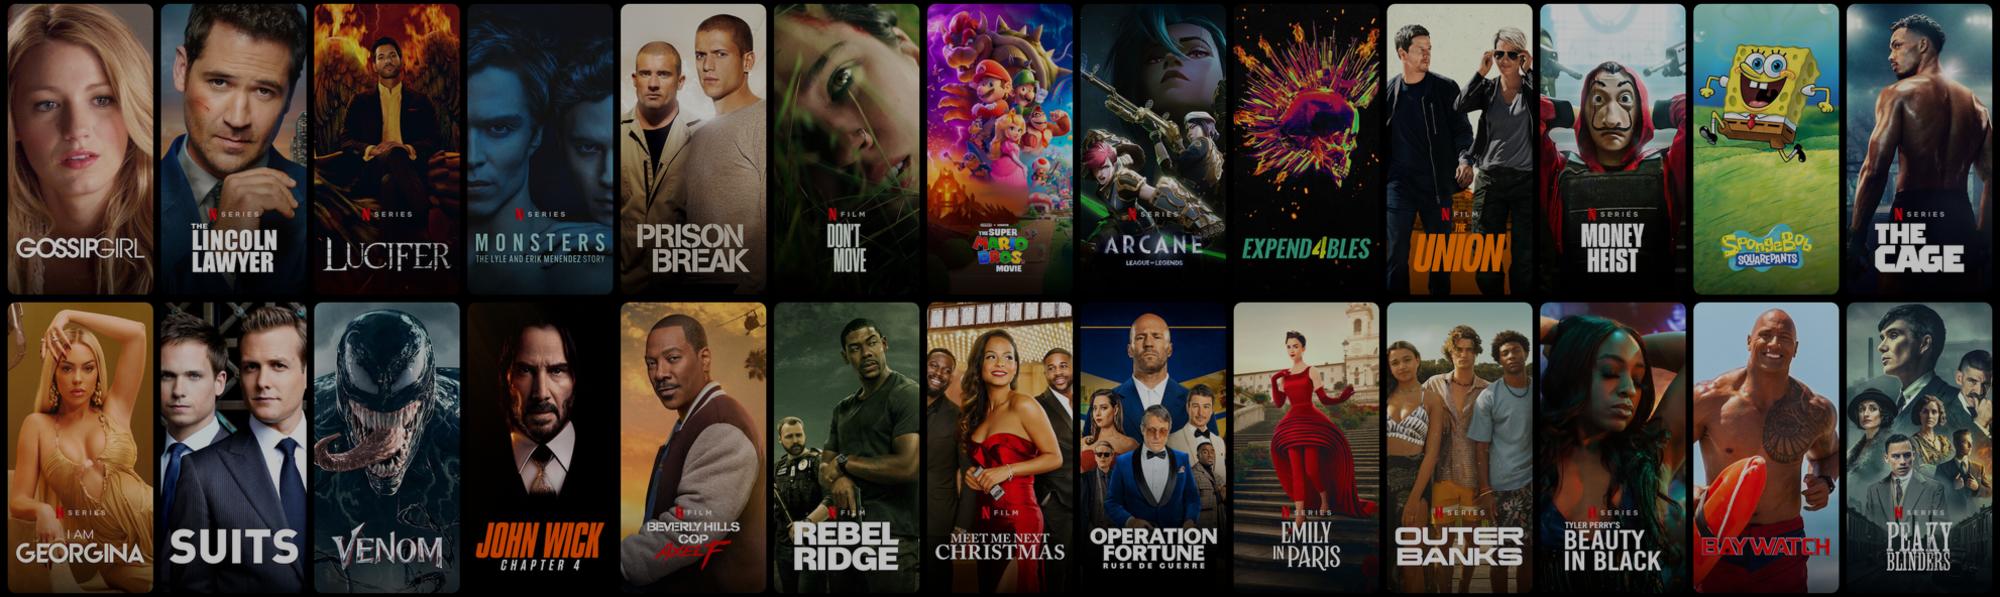 GOSSIPGIRL
N SERIES
THE
LINCOLN
LAWYER
N SERIES
LUCIFER
N SERIES
MONSTERS
THE LYLE AND ERIK MENENDEZ STORY
PRISON
BREAK
N FILM
DON'T
MOVE
THE SUPER
MARIO
BROS.
MOVIE
N SERIES
ARCANE
LEAGUE OF LEGENDS
EXPEND4BLES
N FILM
THE
UNION
N SERIES
MONEY
HEIST
SpongeBob
SQUAREPANTS
N SERIES
THE
CAGE
N SERIES
I AM
GEORGINA
SUITS
VENOM
JOHN WICK
CHAPTER 4
N FILM
BEVERLY HILLS
COP
AXEL F
N FILM
REBEL
RIDGE
N FILM
MEET ME NEXT
CHRISTMAS
OPERATION
FORTUNE
RUSE DE GUERRE
N SERIES
EMILY
IN PARIS
N SERIES
OUTER
BANKS
N SERIES
TYLER PERRY'S
BEAUTY
IN BLACK
BAYWATCH
N SERIES
PEAKY
BLINDERS